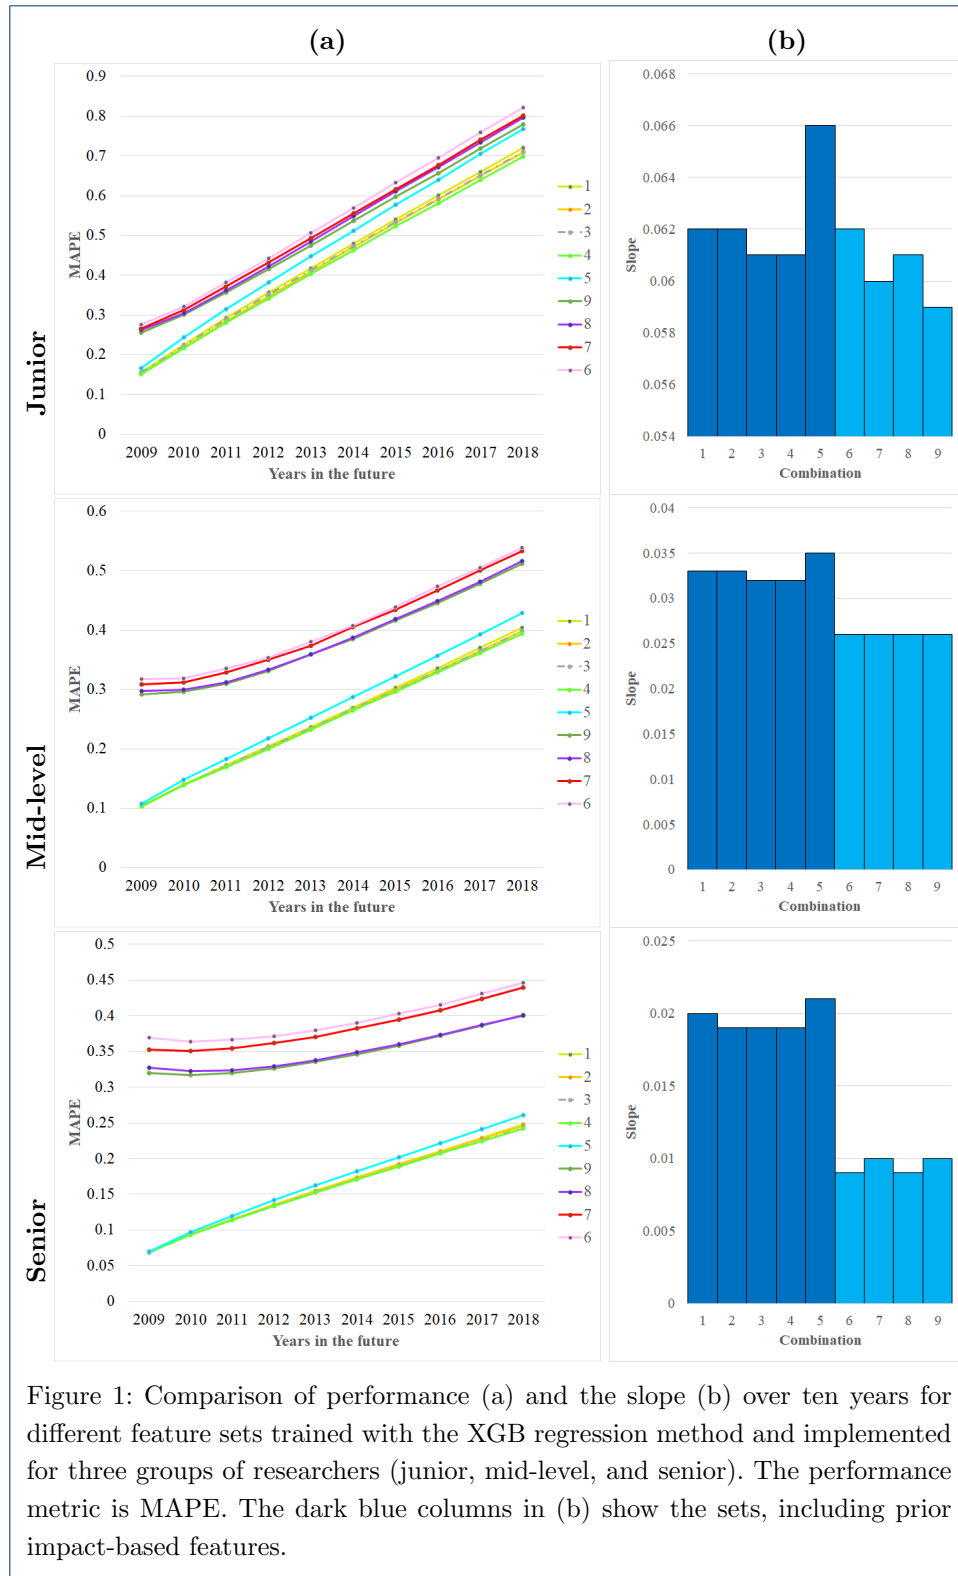 (a)
(b)
Junior
MAPE
0.9
0.8
0.7
0.6
0.5
0.4
0.3
0.2
0.1
0
2009 2010 2011 2012 2013 2014 2015 2016 2017 2018
Years in the future
1
2
3
4
5
9
8
7
6
Slope
0.068
0.066
0.064
0.062
0.06
0.058
0.056
0.054
1 2 3 4 5 6 7 8 9
Combination
Mid-level
MAPE
0.6
0.5
0.4
0.3
0.2
0.1
0
2009 2010 2011 2012 2013 2014 2015 2016 2017 2018
Years in the future
1
2
3
4
5
9
8
7
6
Slope
0.04
0.035
0.03
0.025
0.02
0.015
0.01
0.005
0
1 2 3 4 5 6 7 8 9
Combination
Senior
MAPE
0.5
0.45
0.4
0.35
0.3
0.25
0.2
0.15
0.1
0.05
0
2009 2010 2011 2012 2013 2014 2015 2016 2017 2018
Years in the future
1
2
3
4
5
9
8
7
6
Slope
0.025
0.02
0.015
0.01
0.005
0
1 2 3 4 5 6 7 8 9
Combination
Figure 1: Comparison of performance (a) and the slope (b) over ten years for
different feature sets trained with the XGB regression method and implemented
for three groups of researchers (junior, mid-level, and senior). The performance
metric is MAPE. The dark blue columns in (b) show the sets, including prior
impact-based features.